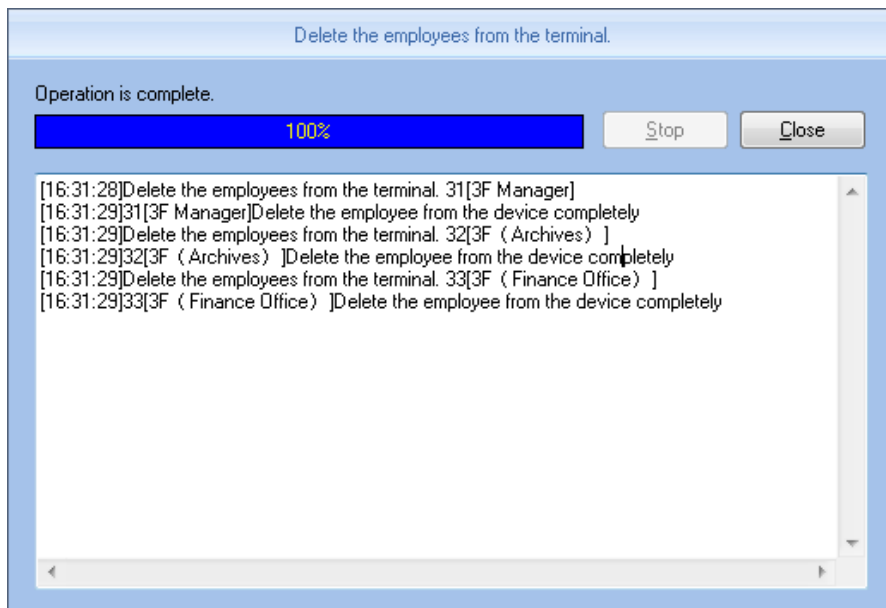 Delete the employees from the terminal.
Operation is complete.
100%
Stop
Close
[16:31:28]Delete the employees from the terminal. 31[3F Manager]
[16:31:29]31[3F Manager]Delete the employee from the device completely
[16:31:29]Delete the employees from the terminal. 32[3F（Archives）]
[16:31:29]32[3F（Archives）]Delete the employee from the device completely
[16:31:29]Delete the employees from the terminal. 33[3F（Finance Office）]
[16:31:29]33[3F（Finance Office）]Delete the employee from the device completely